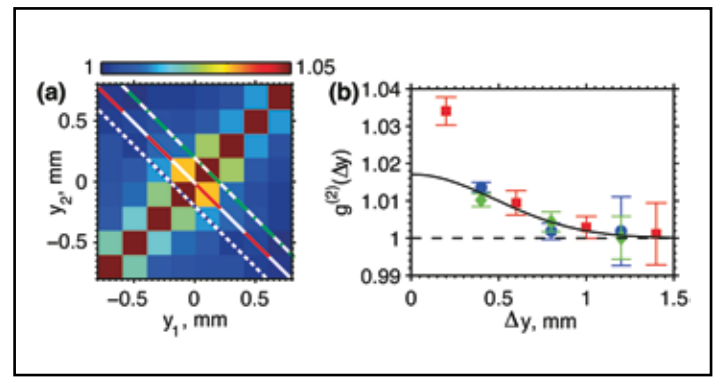 1 1.05
(a)
0.5
0
−0.5
y₂, mm
−0.5 0 0.5
y₁, mm
(b)
1.04
1.03
1.02
1.01
1
0.99
g⁽²⁾(Δy)
0 0.5 1 1.5
Δy, mm